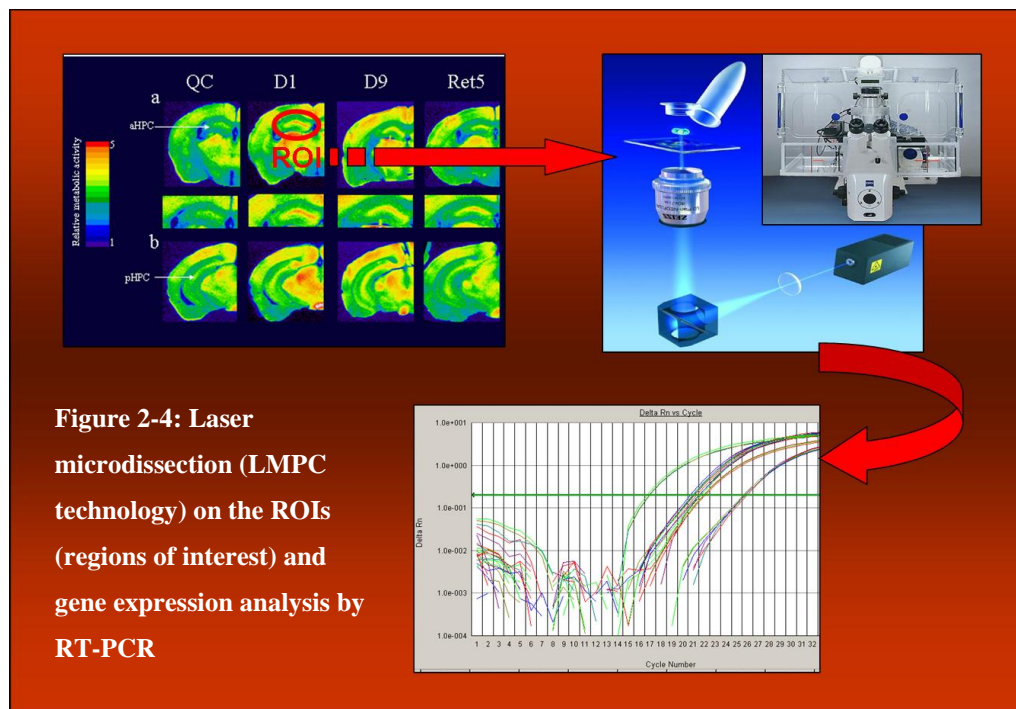 QC D1 D9 Ret5
a
aHPC
ROI
5
Relative metabolic activity
1
b
pHPC
ZEISS
Figure 2-4: Laser
microdissection (LMPC
technology) on the ROIs
(regions of interest) and
gene expression analysis by
RT-PCR
Delta Rn vs Cycle
1.0e+001
1.0e+000
1.0e-001
1.0e-002
1.0e-003
1.0e-004
Delta Rn
1 2 3 4 5 6 7 8 9 10 11 12 13 14 15 16 17 18 19 20 21 22 23 24 25 26 27 28 29 30 31 32
Cycle Number